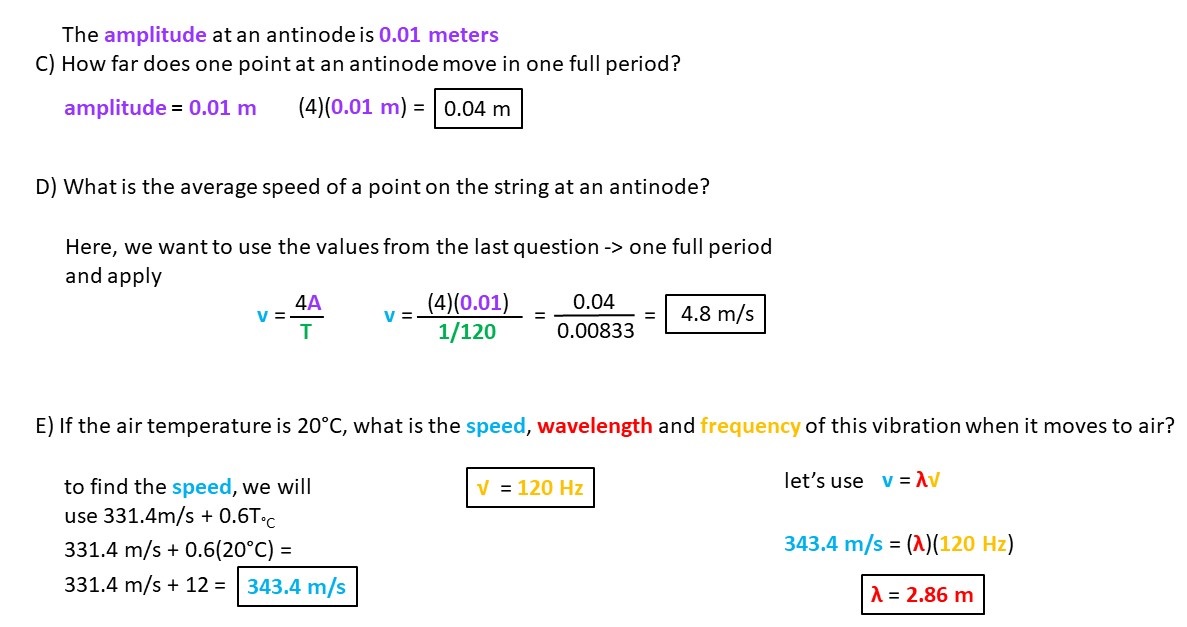 The amplitude at an antinode is 0.01 meters
C) How far does one point at an antinode move in one full period?
amplitude = 0.01 m (4)(0.01 m) = 0.04 m
D) What is the average speed of a point on the string at an antinode?
Here, we want to use the values from the last question -> one full period
and apply
v = 4A/T v = (4)(0.01)/1/120 = 0.04/0.00833 = 4.8 m/s
E) If the air temperature is 20°C, what is the speed, wavelength and frequency of this vibration when it moves to air?
to find the speed, we will
use 331.4m/s + 0.6T°C
331.4 m/s + 0.6(20°C) =
331.4 m/s + 12 = 343.4 m/s
√ = 120 Hz
let’s use v = λ√
343.4 m/s = (λ)(120 Hz)
λ = 2.86 m